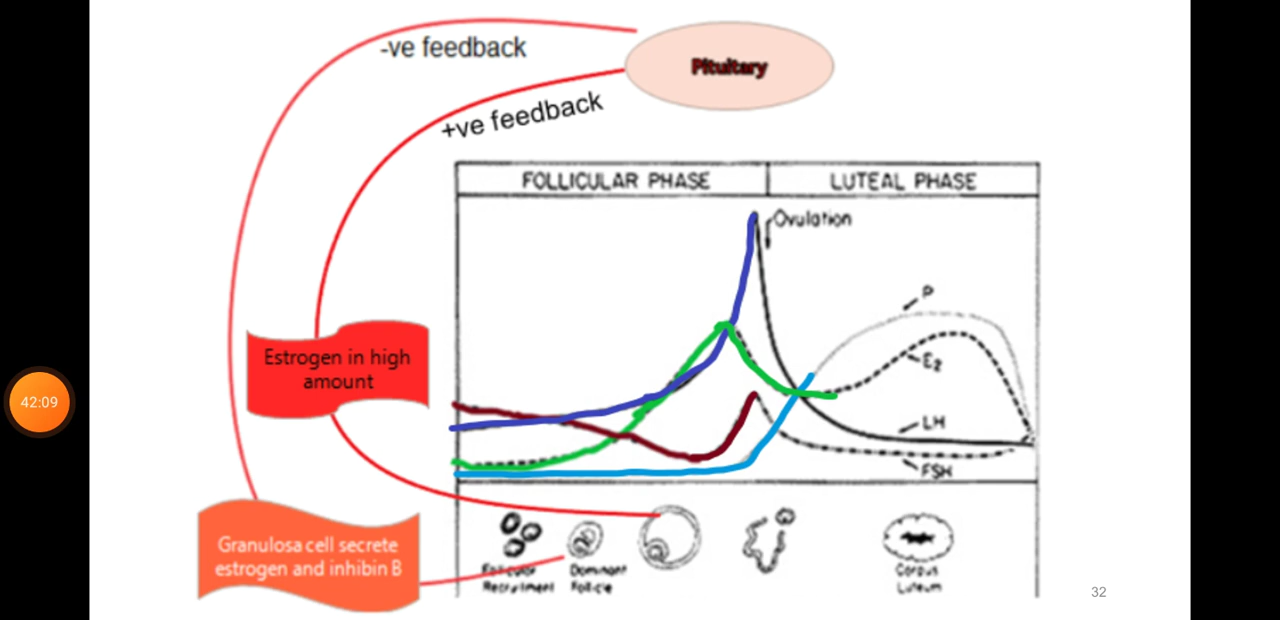 -ve feedback
Pituitary
+ve feedback
FOLLICULAR PHASE
LUTEAL PHASE
Ovulation
P
E2
LH
FSH
Estrogen in high
amount
42:09
Granulosa cell secrete
estrogen and inhibin B
Follicular
Recruitment
Dominant
Follicle
Corpus
Luteum
32